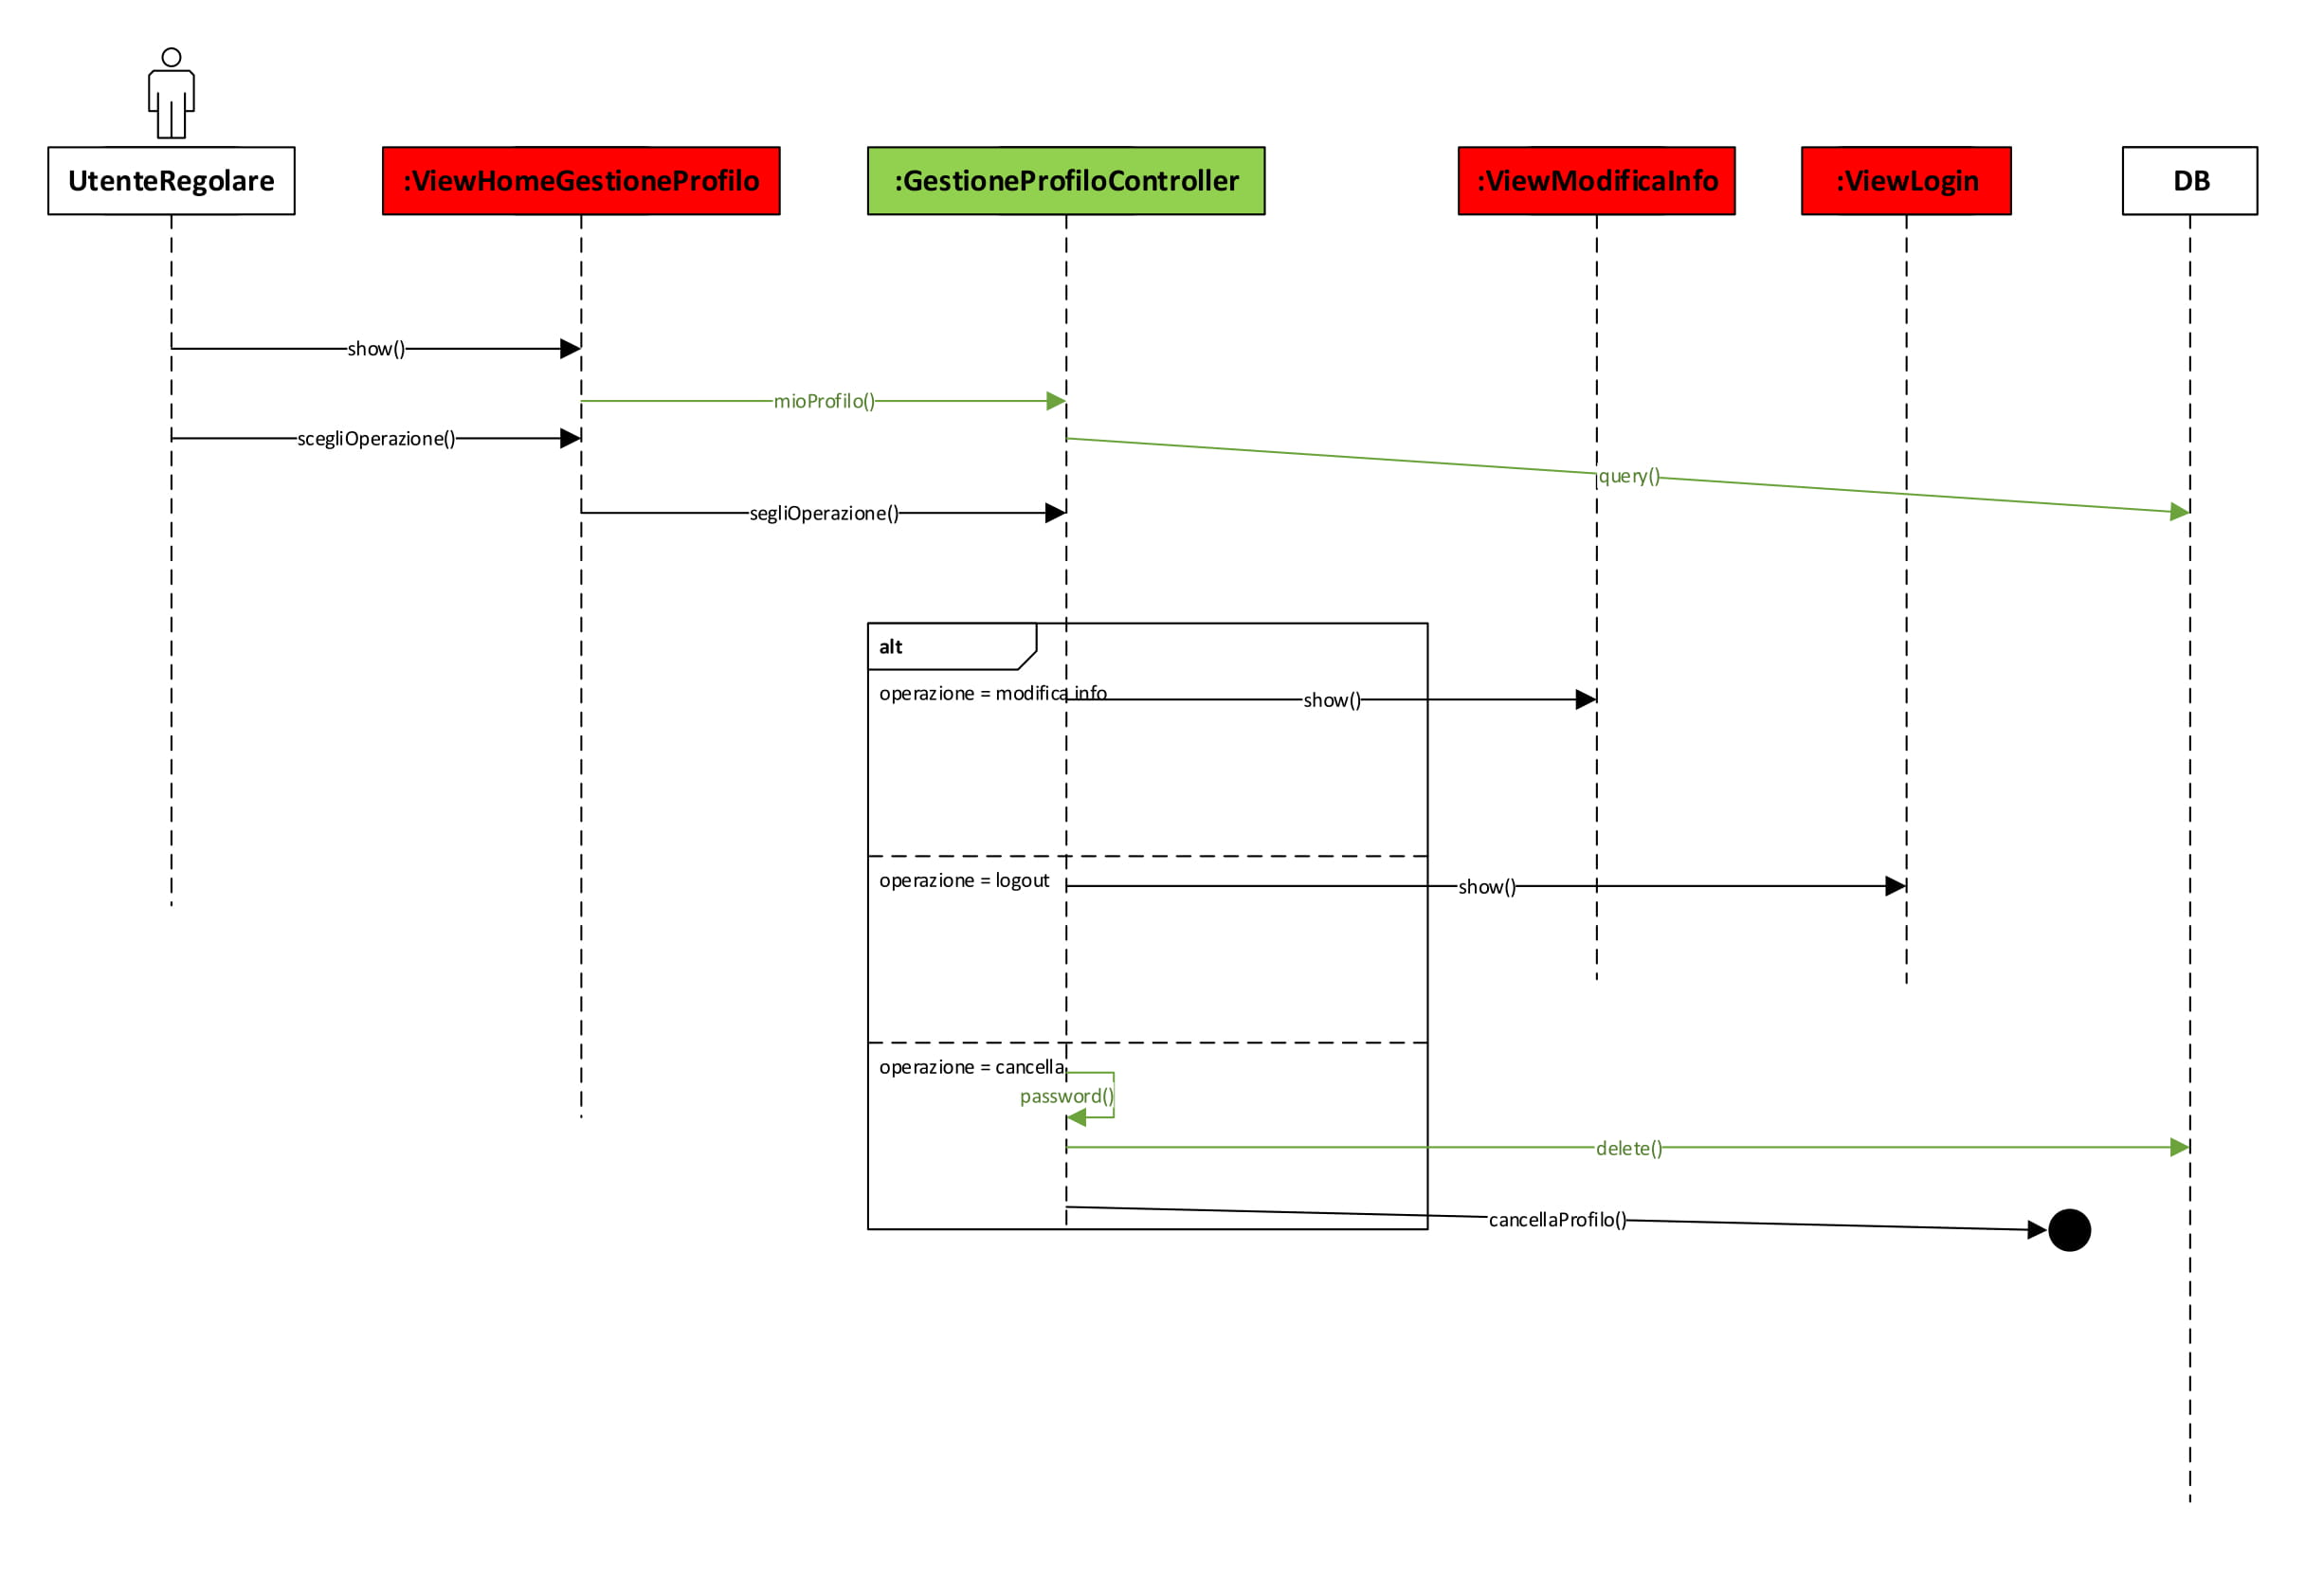 UtenteRegolare
:ViewHomeGestioneProfilo
:GestioneProfiloController
:ViewModificaInfo
:ViewLogin
DB
show()
mioProfilo()
scegliOperazione()
query()
segliOperazione()
alt
operazione = modifica info
show()
operazione = logout
show()
operazione = cancella
password()
delete()
cancellaProfilo()